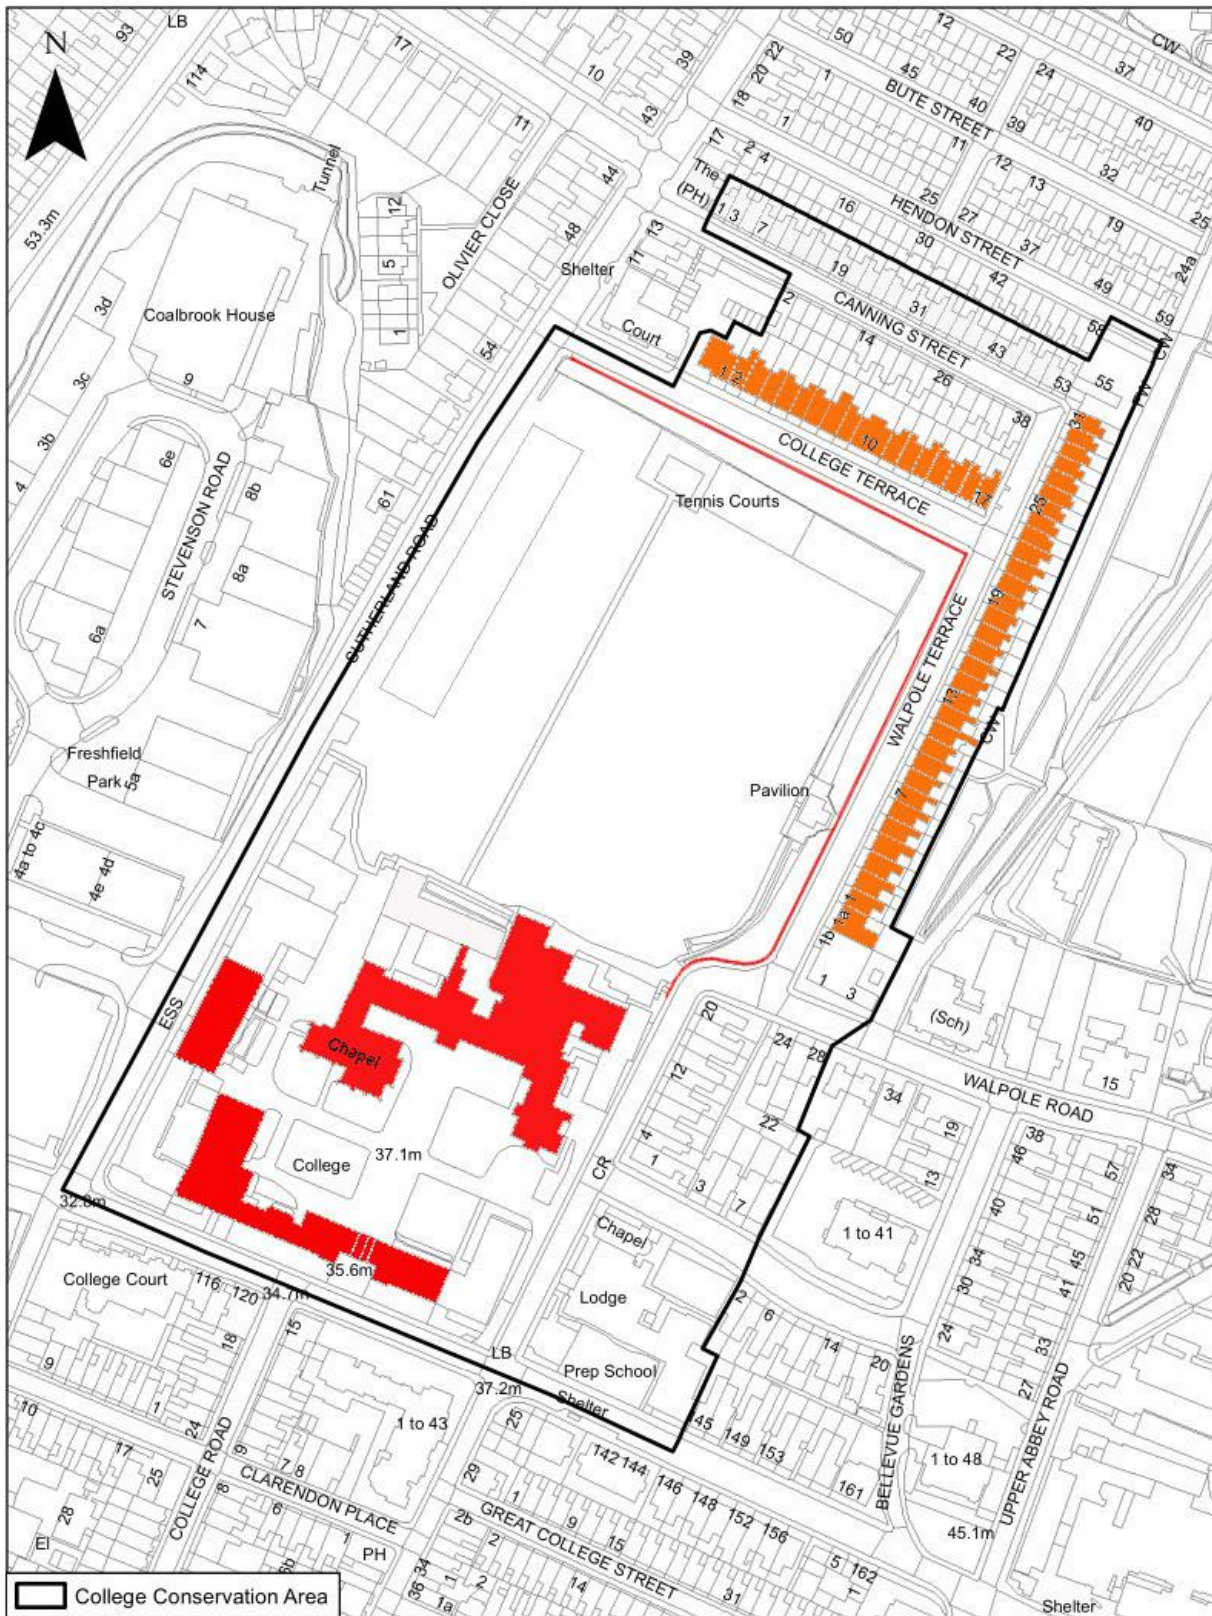 LB
93
N
17
114
10
39
43
11
44
48
54
61
Tunnel
12
5
1
OLIVIER CLOSE
53.3m
Coalbrook House
3d
3c
3b
4
9
6e
8b
8a
7
6a
STEVENSON ROAD
Freshfield
Park
5a
4a to 4c
4e 4d
SUTHERLAND ROAD
ESS
12
22
CW
50
45
40
24
37
22
20
18
1
1
BUTE STREET
39
40
32
11
12
13
19
25
24a
17
2
4
The
(PH)
16
25
27
HENDON STREET
37
30
42
49
58
59
CW
FW
1 3
7
19
31
43
53
55
CANNING STREET
2
14
26
38
13
11
Shelter
Court
1 2
10
17
COLLEGE TERRACE
Tennis Courts
31
25
19
13
7
1
1a
1b
WALPOLE TERRACE
CW
Pavilion
1
3
(Sch)
20
12
4
24
28
22
1
3
7
34
19
13
15
WALPOLE ROAD
Chapel
College
37.1m
CR
32.8m
35.6m
34.7m
Chapel
Lodge
Prep School
LB
37.2m
Shelter
1 to 41
38
46
40
34
30
24
57
51
45
41
33
27
34
28
22
20
2
6
14
20
College Court
116
120
18
15
9
1
24
10
17
25
28
El
COLLEGE ROAD
9
7 8
8
6
6b
1
CLARENDON PLACE
PH
1 to 43
25
29
1
9
15
31
2b
2
34
36
1
1a
2
14
GREAT COLLEGE STREET
142
144
146
148
152
156
5
162
1
145
149
153
161
BELLEVUE GARDENS
1 to 48
45.1m
UPPER ABBEY ROAD
Shelter
College Conservation Area